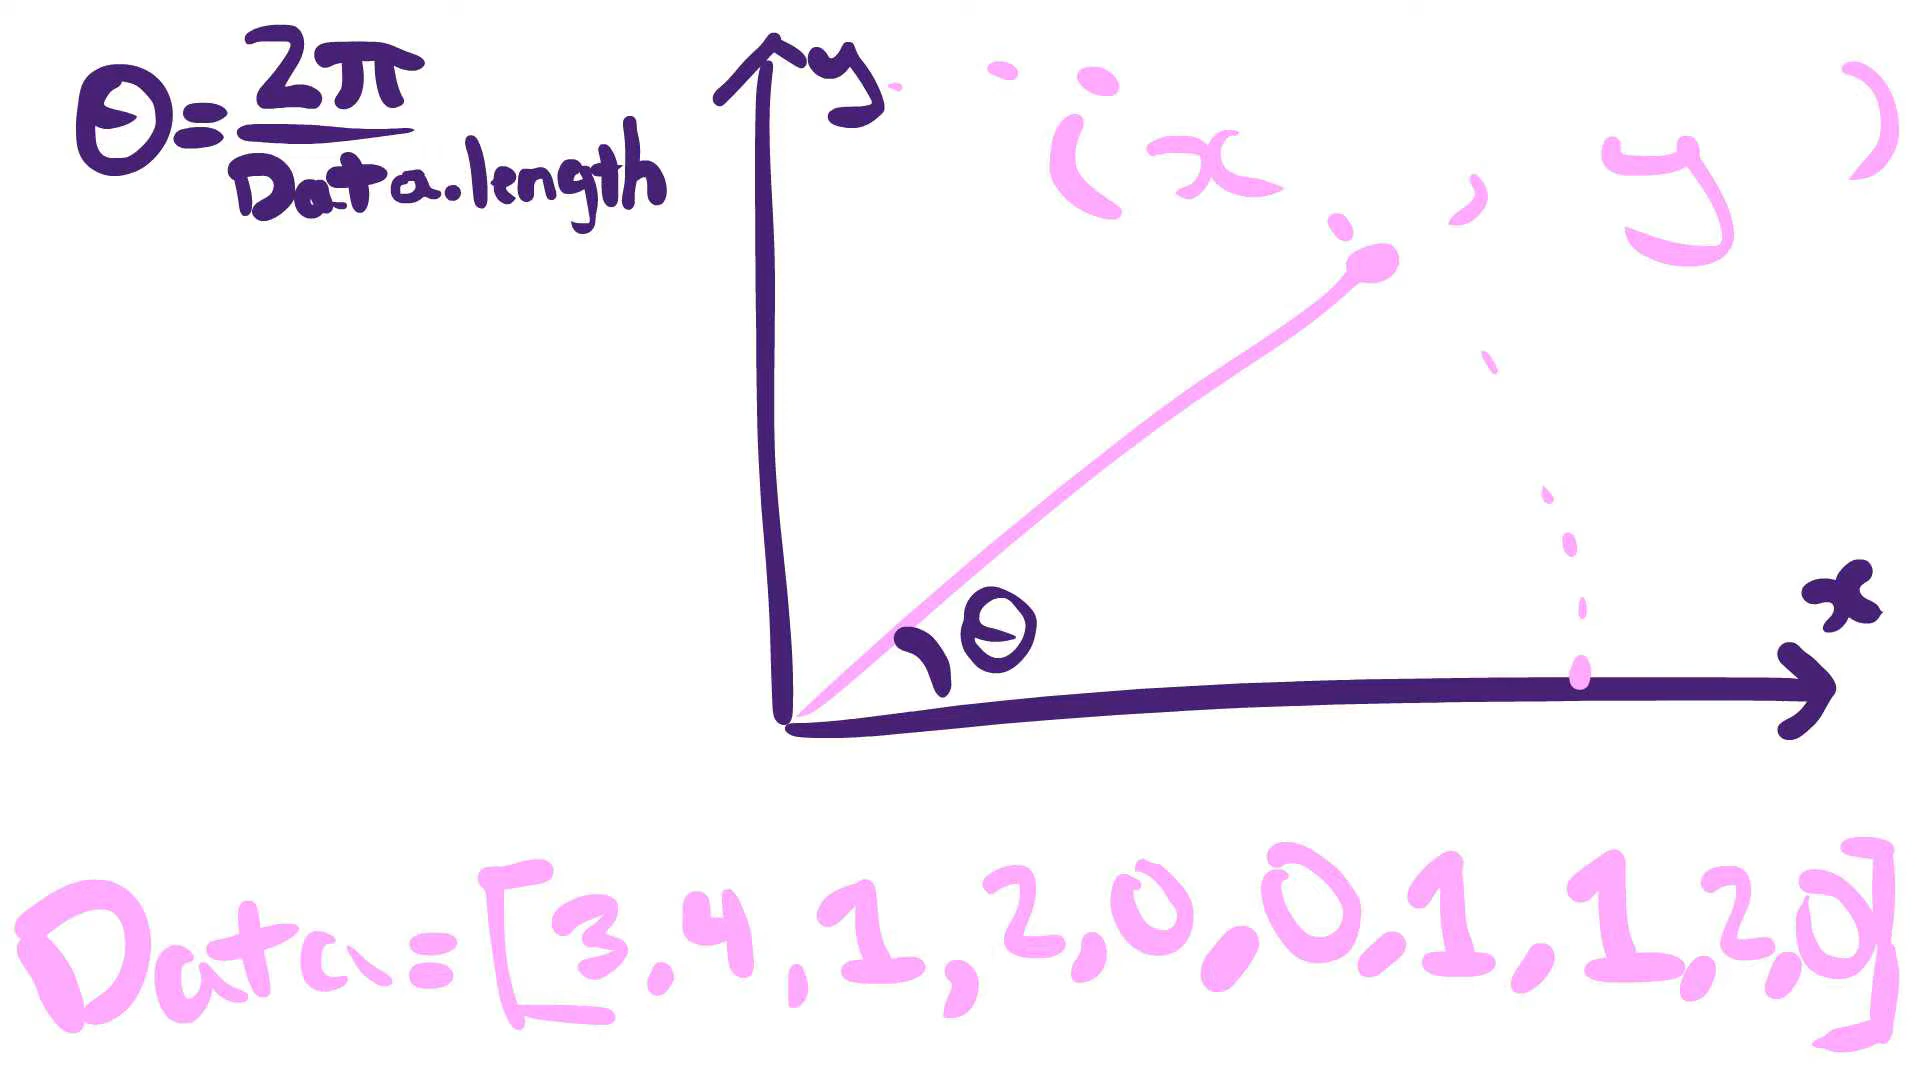 θ = 2π / Data.length
y
(x, y)
θ
x
Data = [3, 4, 1, 2, 0, 0, 1, 1, 2, 0]